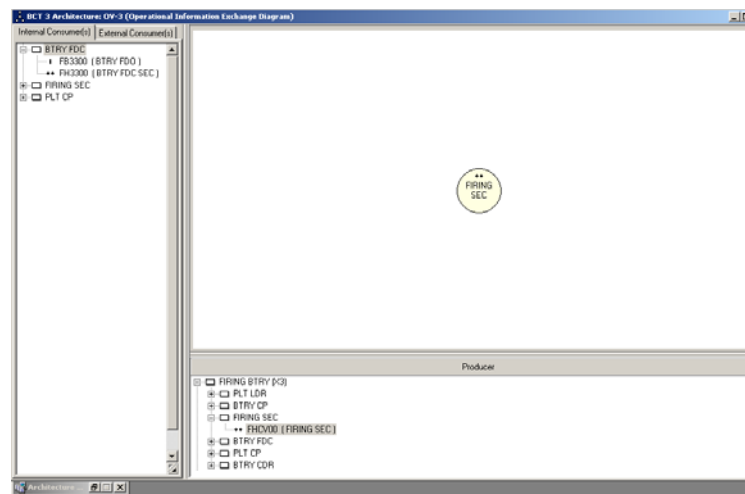 BCT 3 Architecture: OV-3 (Operational Information Exchange Diagram)
Internal Consumer(s) External Consumer(s)
BTRY FDC
FB3300 (BTRY FDO)
FH3300 (BTRY FDC SEC)
FIRING SEC
PLT CP
FIRING
SEC
Producer
FIRING BTRY (X3)
PLT LDR
BTRY CP
FIRING SEC
FHCV00 (FIRING SEC)
BTRY FDC
PLT CP
BTRY CDR
Architecture ...